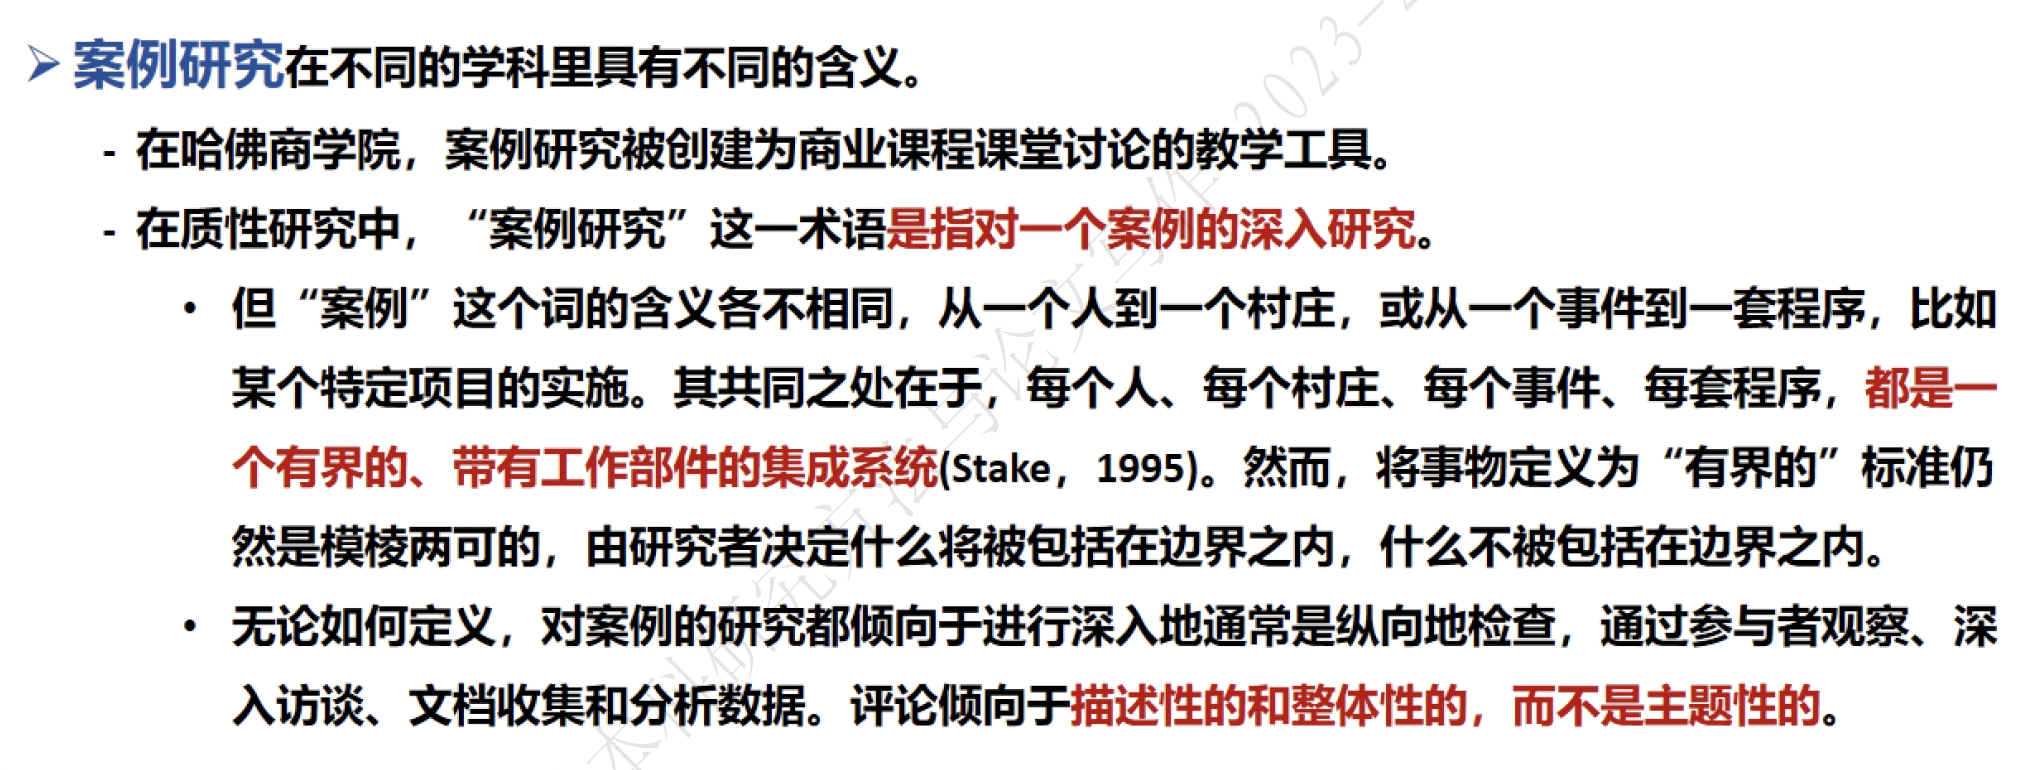 ➢ 案例研究在不同的学科里具有不同的含义。
- 在哈佛商学院，案例研究被创建为商业课程课堂讨论的教学工具。
- 在质性研究中，“案例研究”这一术语是指对一个案例的深入研究。
• 但“案例”这个词的含义各不相同，从一个人到一个村庄，或从一个事件到一套程序，比如
某个特定项目的实施。其共同之处在于，每个人、每个村庄、每个事件、每套程序，都是一
个有界的、带有工作部件的集成系统(Stake，1995)。然而，将事物定义为“有界的”标准仍
然是模棱两可的，由研究者决定什么将被包括在边界之内，什么不被包括在边界之内。
• 无论如何定义，对案例的研究都倾向于进行深入地通常是纵向地检查，通过参与者观察、深
入访谈、文档收集和分析数据。评论倾向于描述性的和整体性的，而不是主题性的。
本科研究方法与论文写作 2023-